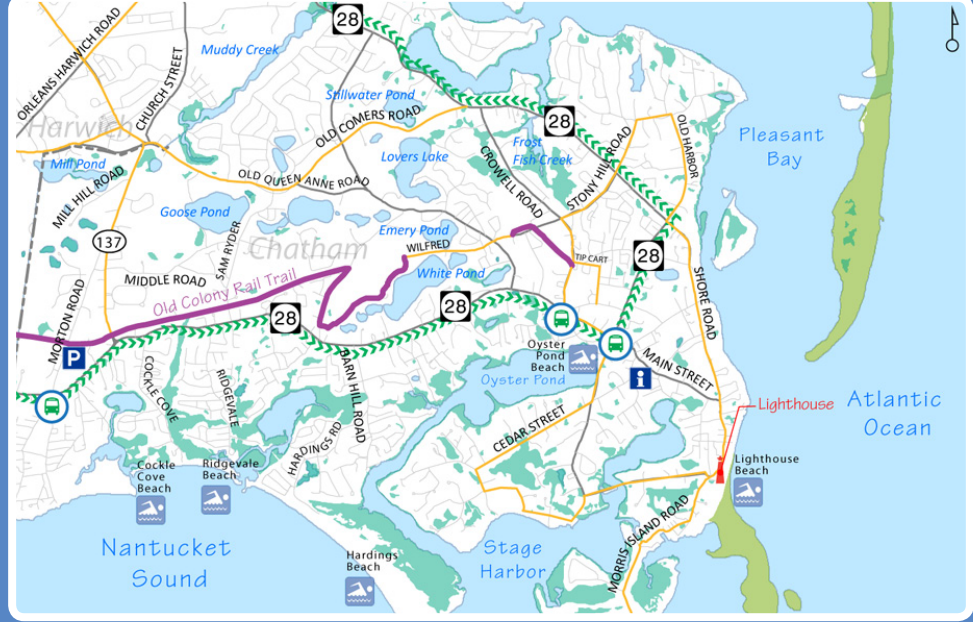 28
ORLEANS HARWICH ROAD
CHURCH STREET
Muddy Creek
Stillwater Pond
OLD COMERS ROAD
28
Harwich
Mill Pond
MILL HILL ROAD
Lovers Lake
Frost
Fish Creek
CROWELL ROAD
STONY HILL ROAD
OLD HARBOR
Pleasant
Bay
OLD QUEEN ANNE ROAD
Goose Pond
SAM RYDER
Chatham
Emery Pond
WILFRED
White Pond
TIP CART
28
137
MIDDLE ROAD
Old Colony Rail Trail
MORTON ROAD
P
28
28
SHORE ROAD
Oyster
Pond
Beach
Oyster Pond
MAIN STREET
i
COCKLE COVE
RIDGEVALE
BARN HILL ROAD
HARDINGS RD
CEDAR STREET
Lighthouse
Atlantic
Ocean
Cockle
Cove
Beach
Ridgevale
Beach
Lighthouse
Beach
MORRIS ISLAND ROAD
Nantucket
Sound
Hardings
Beach
Stage
Harbor